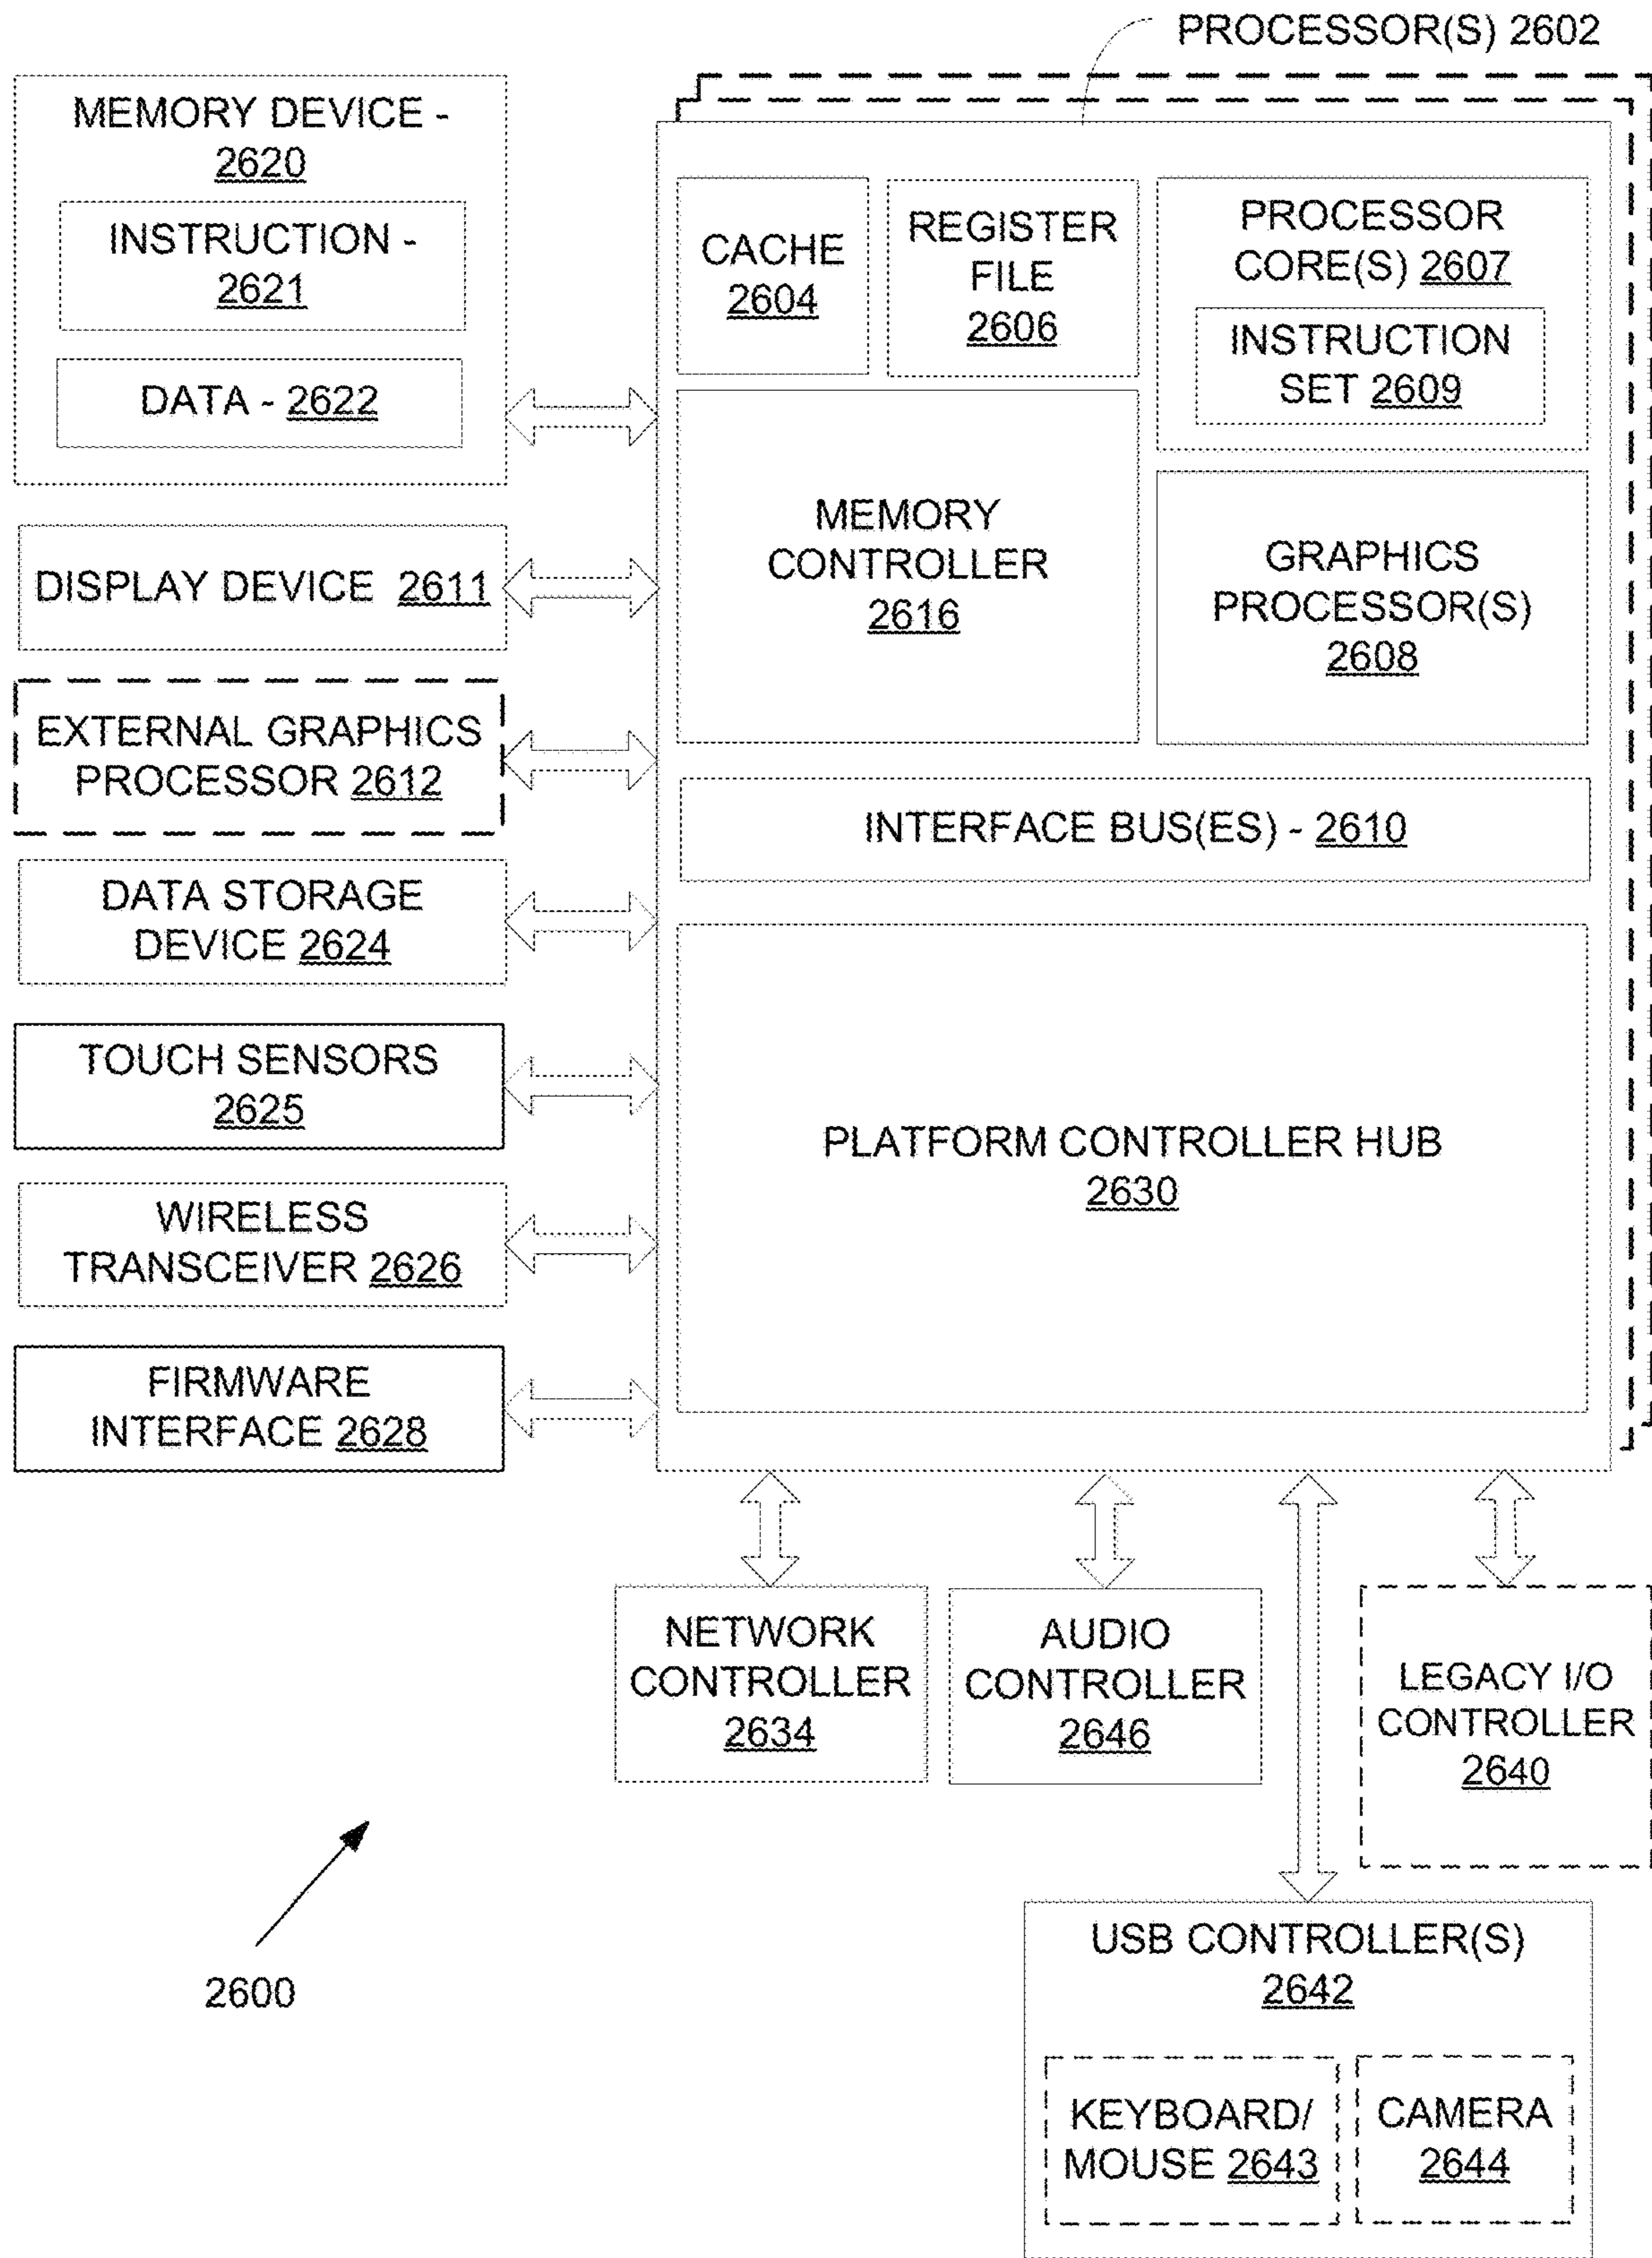 PROCESSOR(S) 2602
MEMORY DEVICE -
2620
INSTRUCTION -
2621
DATA - 2622
DISPLAY DEVICE 2611
EXTERNAL GRAPHICS
PROCESSOR 2612
DATA STORAGE
DEVICE 2624
TOUCH SENSORS
2625
WIRELESS
TRANSCEIVER 2626
FIRMWARE
INTERFACE 2628
CACHE
2604
REGISTER
FILE
2606
PROCESSOR
CORE(S) 2607
INSTRUCTION
SET 2609
MEMORY
CONTROLLER
2616
GRAPHICS
PROCESSOR(S)
2608
INTERFACE BUS(ES) - 2610
PLATFORM CONTROLLER HUB
2630
NETWORK
CONTROLLER
2634
AUDIO
CONTROLLER
2646
LEGACY I/O
CONTROLLER
2640
USB CONTROLLER(S)
2642
KEYBOARD/
MOUSE 2643
CAMERA
2644
2600